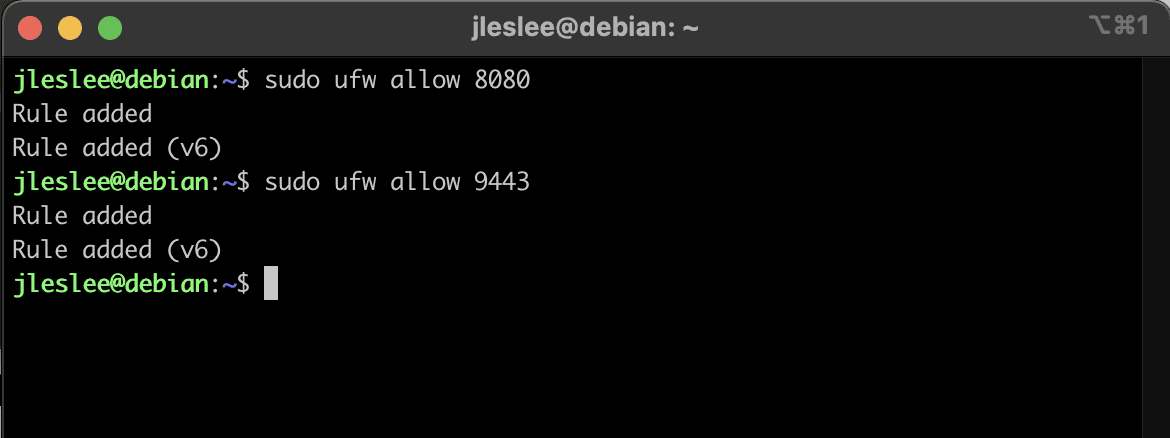 jleslee@debian: ~
⌥⌘1
jleslee@debian:~$ sudo ufw allow 8080
Rule added
Rule added (v6)
jleslee@debian:~$ sudo ufw allow 9443
Rule added
Rule added (v6)
jleslee@debian:~$